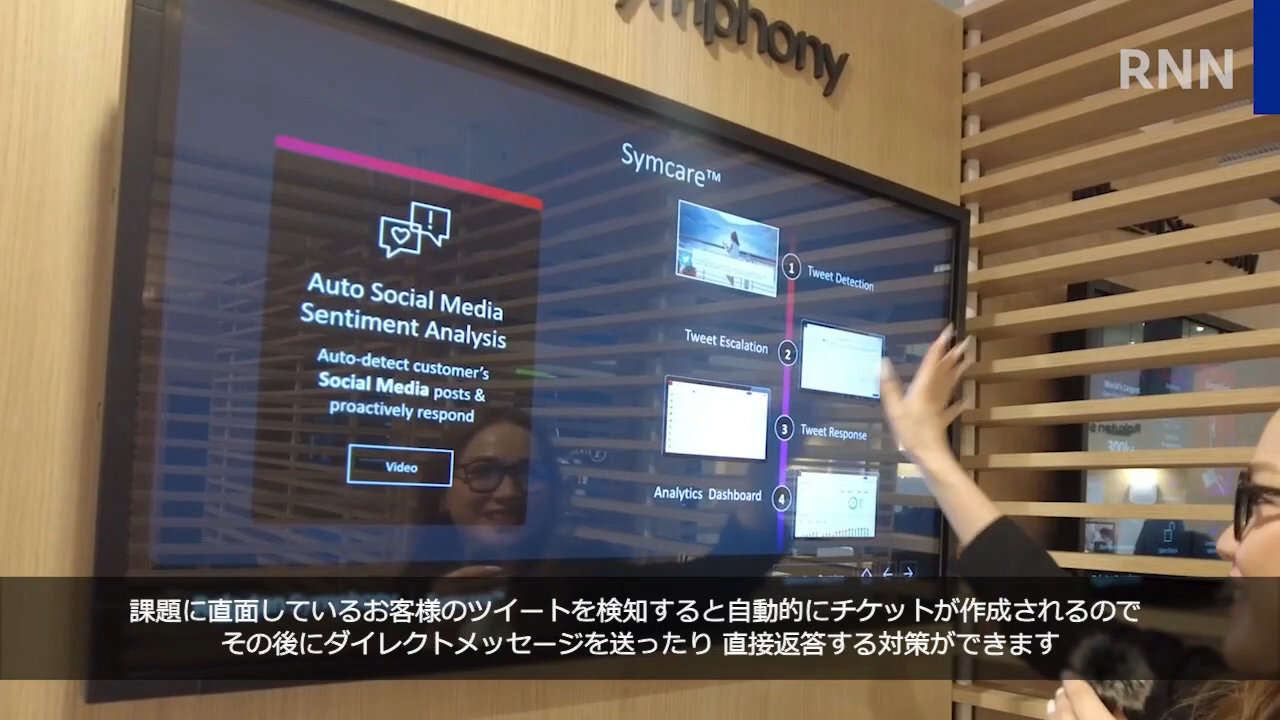 symphony
RNN
Symcare™
Auto Social Media
Sentiment Analysis
Auto-detect customer's
Social Media posts &
proactively respond
Video
1
Tweet Detection
Tweet Escalation
2
3
Tweet Response
Analytics Dashboard
4
課題に直面しているお客様のツイートを検知すると自動的にチケットが作成されるので
その後にダイレクトメッセージを送ったり 直接返答する対策ができます